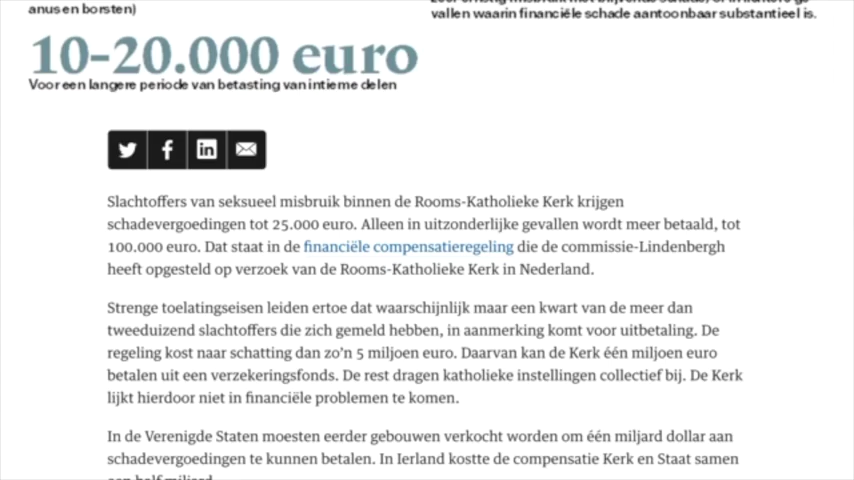 anus en borsten)
vallen waarin financiële schade aantoonbaar substantieel is.
10-20.000 euro
Voor een langere periode van betasting van intieme delen
Slachtoffers van seksueel misbruik binnen de Rooms-Katholieke Kerk krijgen
schadevergoedingen tot 25.000 euro. Alleen in uitzonderlijke gevallen wordt meer betaald, tot
100.000 euro. Dat staat in de financiële compensatieregeling die de commissie-Lindenbergh
heeft opgesteld op verzoek van de Rooms-Katholieke Kerk in Nederland.
Strenge toelatingseisen leiden ertoe dat waarschijnlijk maar een kwart van de meer dan
tweeduizend slachtoffers die zich gemeld hebben, in aanmerking komt voor uitbetaling. De
regeling kost naar schatting dan zo'n 5 miljoen euro. Daarvan kan de Kerk één miljoen euro
betalen uit een verzekeringsfonds. De rest dragen katholieke instellingen collectief bij. De Kerk
lijkt hierdoor niet in financiële problemen te komen.
In de Verenigde Staten moesten eerder gebouwen verkocht worden om één miljard dollar aan
schadevergoedingen te kunnen betalen. In Ierland kostte de compensatie Kerk en Staat samen